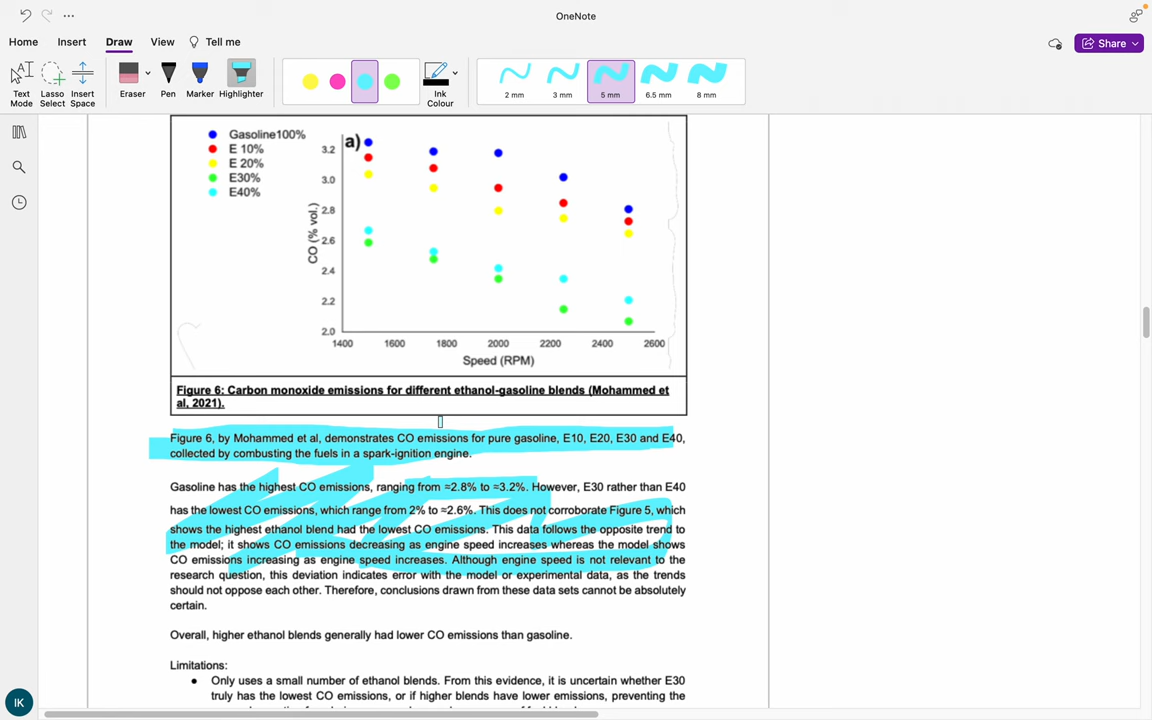 OneNote
Home Insert Draw View Tell me
Share
Text Mode
Lasso Select
Insert Space
Eraser
Pen
Marker
Highlighter
Ink Colour
2 mm
3 mm
5 mm
6.5 mm
8 mm
Gasoline100%
E 10%
E 20%
E30%
E40%
a)
CO (% vol.)
3.2
3.0
2.8
2.6
2.4
2.2
2.0
1400 1600 1800 2000 2200 2400 2600
Speed (RPM)
Figure 6: Carbon monoxide emissions for different ethanol-gasoline blends (Mohammed et
al, 2021).
Figure 6, by Mohammed et al, demonstrates CO emissions for pure gasoline, E10, E20, E30 and E40,
collected by combusting the fuels in a spark-ignition engine.
Gasoline has the highest CO emissions, ranging from ≈2.8% to ≈3.2%. However, E30 rather than E40
has the lowest CO emissions, which range from 2% to ≈2.6%. This does not corroborate Figure 5, which
shows the highest ethanol blend had the lowest CO emissions. This data follows the opposite trend to
the model; it shows CO emissions decreasing as engine speed increases whereas the model shows
CO emissions increasing as engine speed increases. Although engine speed is not relevant to the
research question, this deviation indicates error with the model or experimental data, as the trends
should not oppose each other. Therefore, conclusions drawn from these data sets cannot be absolutely
certain.
Overall, higher ethanol blends generally had lower CO emissions than gasoline.
Limitations:
● Only uses a small number of ethanol blends. From this evidence, it is uncertain whether E30
truly has the lowest CO emissions, or if higher blends have lower emissions, preventing the
IK